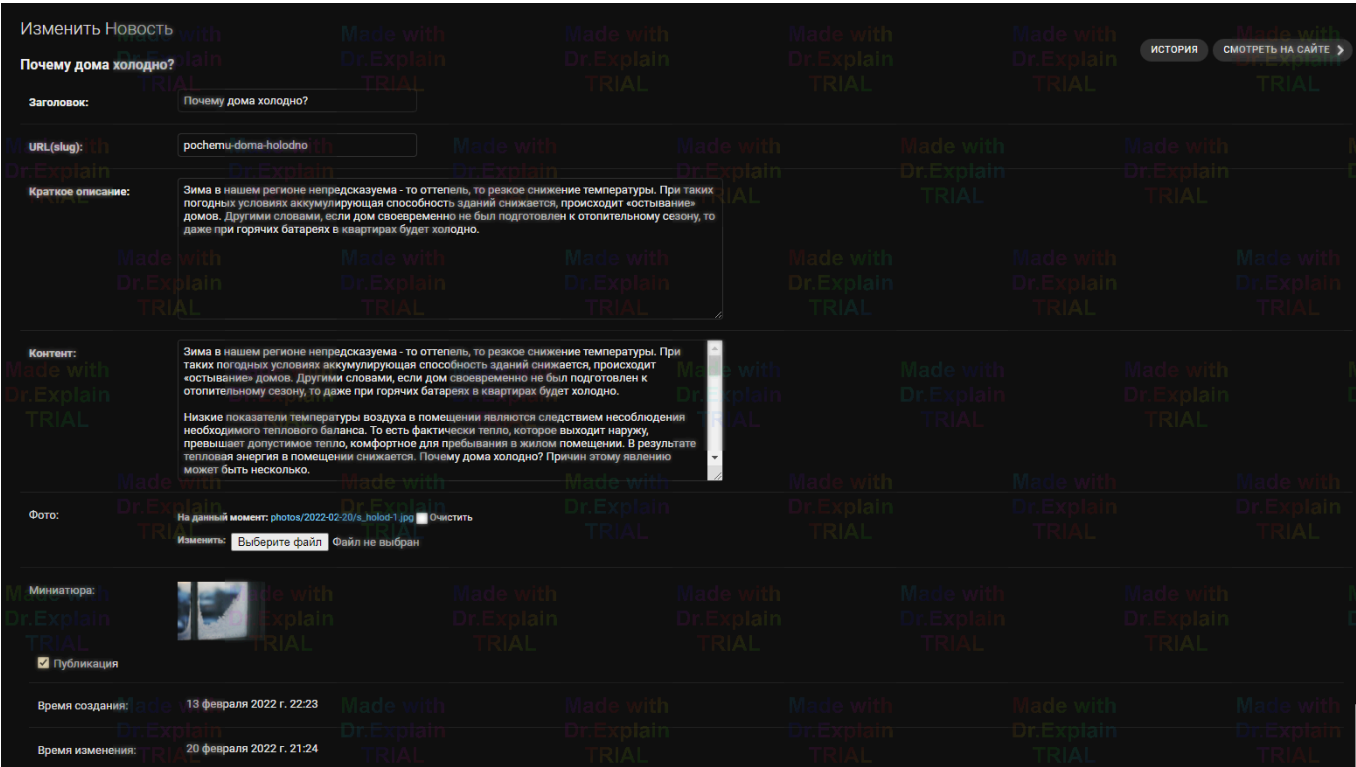 Изменить Новость
ИСТОРИЯ
СМОТРЕТЬ НА САЙТЕ
Почему дома холодно?
Заголовок:
Почему дома холодно?
URL(slug):
pochemu-doma-holodno
Краткое описание:
Зима в нашем регионе непредсказуема - то оттепель, то резкое снижение температуры. При таких
погодных условиях аккумулирующая способность зданий снижается, происходит «остывание»
домов. Другими словами, если дом своевременно не был подготовлен к отопительному сезону, то
даже при горячих батареях в квартирах будет холодно.
Контент:
Зима в нашем регионе непредсказуема - то оттепель, то резкое снижение температуры. При
таких погодных условиях аккумулирующая способность зданий снижается, происходит
«остывание» домов. Другими словами, если дом своевременно не был подготовлен к
отопительному сезону, то даже при горячих батареях в квартирах будет холодно.
Низкие показатели температуры воздуха в помещении являются следствием несоблюдения
необходимого теплового баланса. То есть фактически тепло, которое выходит наружу,
превышает допустимое тепло, комфортное для пребывания в жилом помещении. В результате
тепловая энергия в помещении снижается. Почему дома холодно? Причин этому явлению
может быть несколько.
Фото:
На данный момент: photos/2022-02-20/s_holod-1.jpg Очистить
Изменить: Выберите файл Файл не выбран
Миниатюра:
Публикация
Время создания:
13 февраля 2022 г. 22:23
Время изменения:
20 февраля 2022 г. 21:24
Made with
Dr.Explain
TRIAL